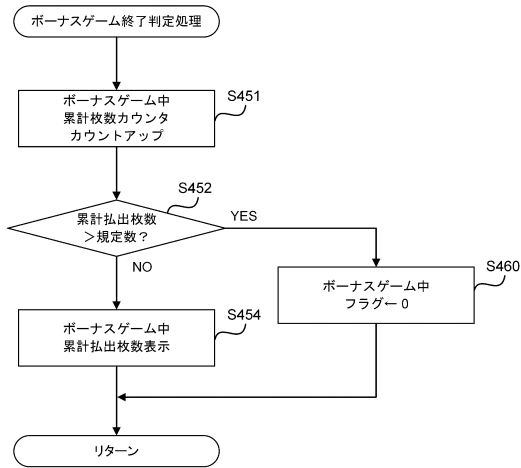 ボーナスゲーム終了判定処理
S451
ボーナスゲーム中
累計枚数カウンタ
カウントアップ
S452
累計払出枚数
＞規定数？
YES
NO
S460
ボーナスゲーム中
フラグ←０
S454
ボーナスゲーム中
累計払出枚数表示
リターン